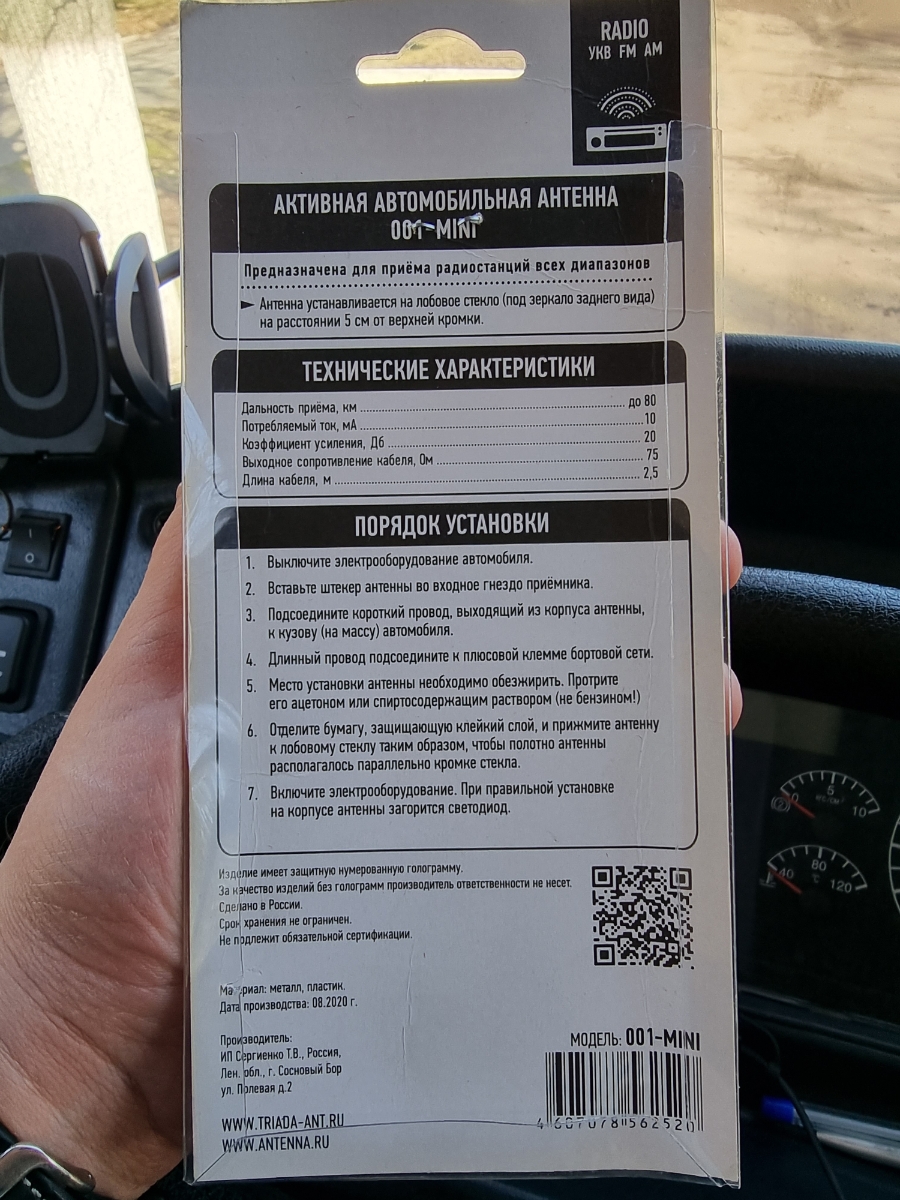 RADIO
УКВ FM AM
АКТИВНАЯ АВТОМОБИЛЬНАЯ АНТЕННА
001-MINI
Предназначена для приёма радиостанций всех диапазонов
► Антенна устанавливается на лобовое стекло (под зеркало заднего вида)
на расстоянии 5 см от верхней кромки.
ТЕХНИЧЕСКИЕ ХАРАКТЕРИСТИКИ
Дальность приёма, км до 80
Потребляемый ток, мА 10
Коэффициент усиления, Дб 20
Выходное сопротивление кабеля, Ом 75
Длина кабеля, м 2,5
ПОРЯДОК УСТАНОВКИ
1. Выключите электрооборудование автомобиля.
2. Вставьте штекер антенны во входное гнездо приёмника.
3. Подсоедините короткий провод, выходящий из корпуса антенны,
к кузову (на массу) автомобиля.
4. Длинный провод подсоедините к плюсовой клемме бортовой сети.
5. Место установки антенны необходимо обезжирить. Протрите
его ацетоном или спиртосодержащим раствором (не бензином!)
6. Отделите бумагу, защищающую клейкий слой, и прижмите антенну
к лобовому стеклу таким образом, чтобы полотно антенны
располагалось параллельно кромке стекла.
7. Включите электрооборудование. При правильной установке
на корпусе антенны загорится светодиод.
Изделие имеет защитную нумерованную голограмму.
За качество изделий без голограмм производитель ответственности не несет.
Сделано в России.
Срок хранения не ограничен.
Не подлежит обязательной сертификации.
Материал: металл, пластик.
Дата производства: 08.2020 г.
Производитель:
ИП Сергиенко Т.В., Россия,
Лен. обл., г. Сосновый Бор
ул. Полевая д.2
WWW.TRIADA-ANT.RU
WWW.ANTENNA.RU
МОДЕЛЬ: 001-MINI
4 607078 562520
0 5 10
40 80 120
°C